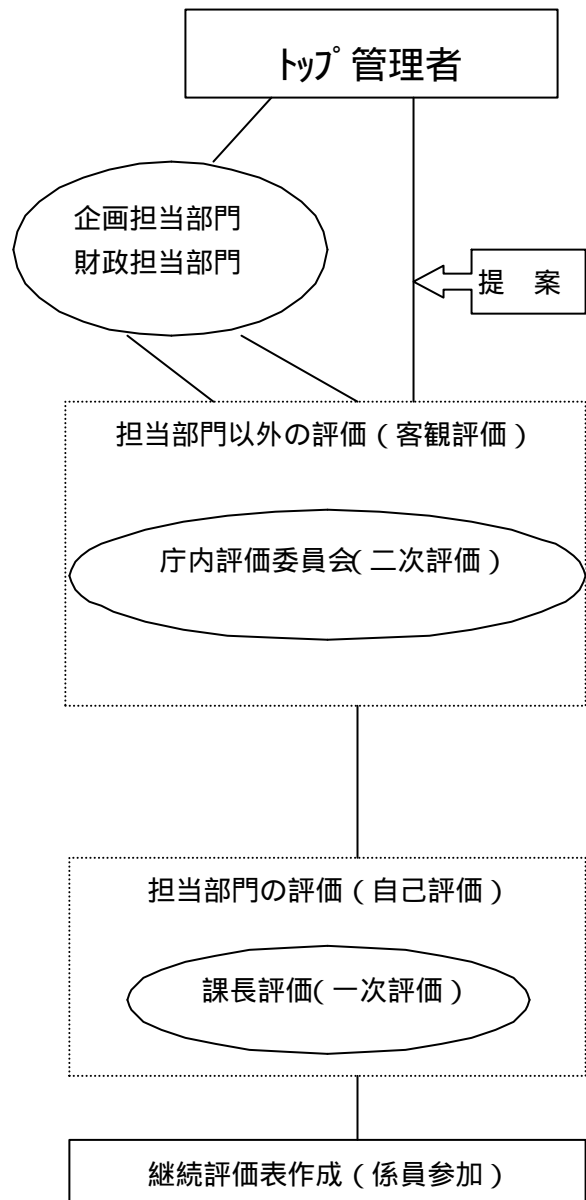 ﾄｯﾌﾟ管理者
企画担当部門
財政担当部門
提　案
担当部門以外の評価（客観評価）
庁内評価委員会（二次評価）
担当部門の評価（自己評価）
課長評価（一次評価）
継続評価表作成（係員参加）